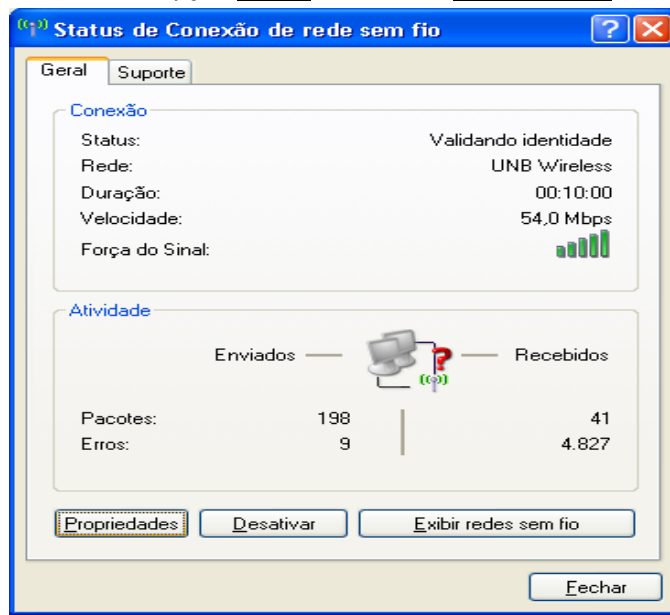 Status de Conexão de rede sem fio
Geral Suporte
Conexão
Status: Validando identidade
Rede: UNB Wireless
Duração: 00:10:00
Velocidade: 54,0 Mbps
Força do Sinal:
Atividade
Enviados Recebidos
Pacotes: 198 41
Erros: 9 4.827
Propriedades Desativar Exibir redes sem fio
Fechar